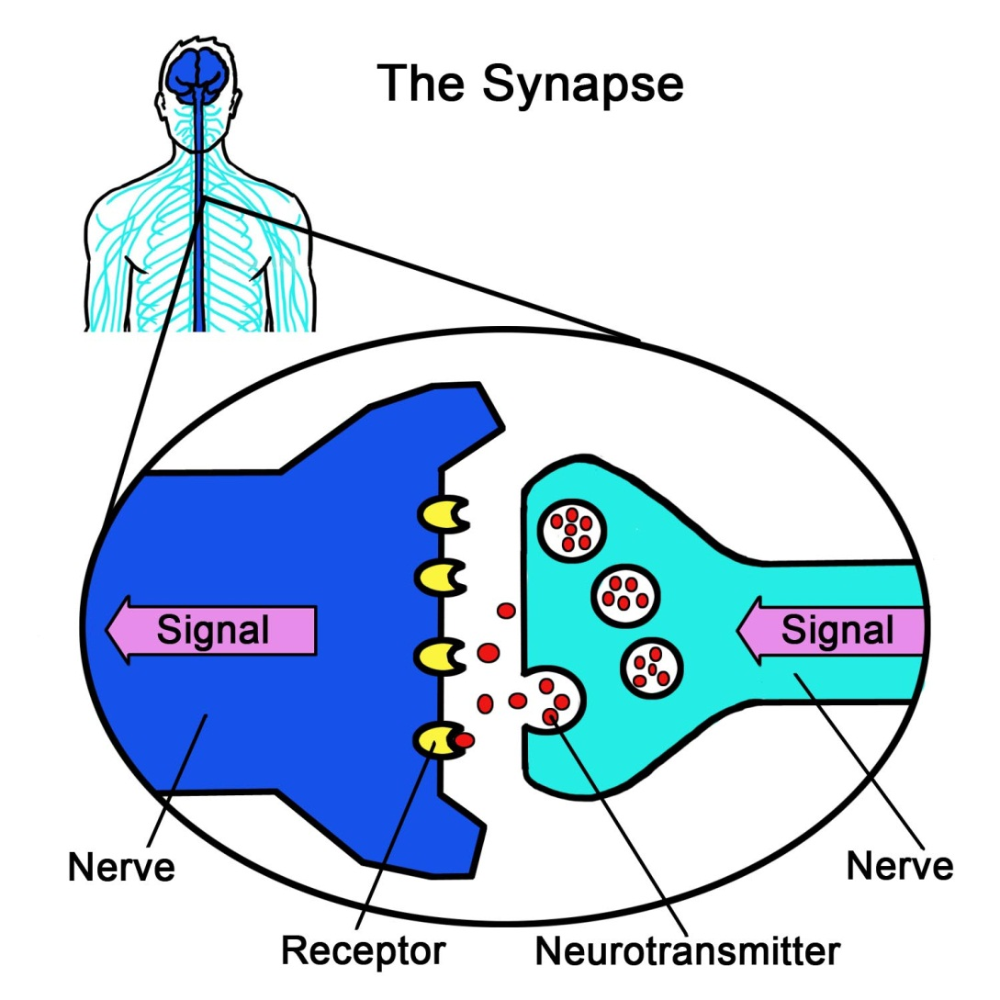 The Synapse
Signal
Signal
Nerve
Nerve
Receptor
Neurotransmitter